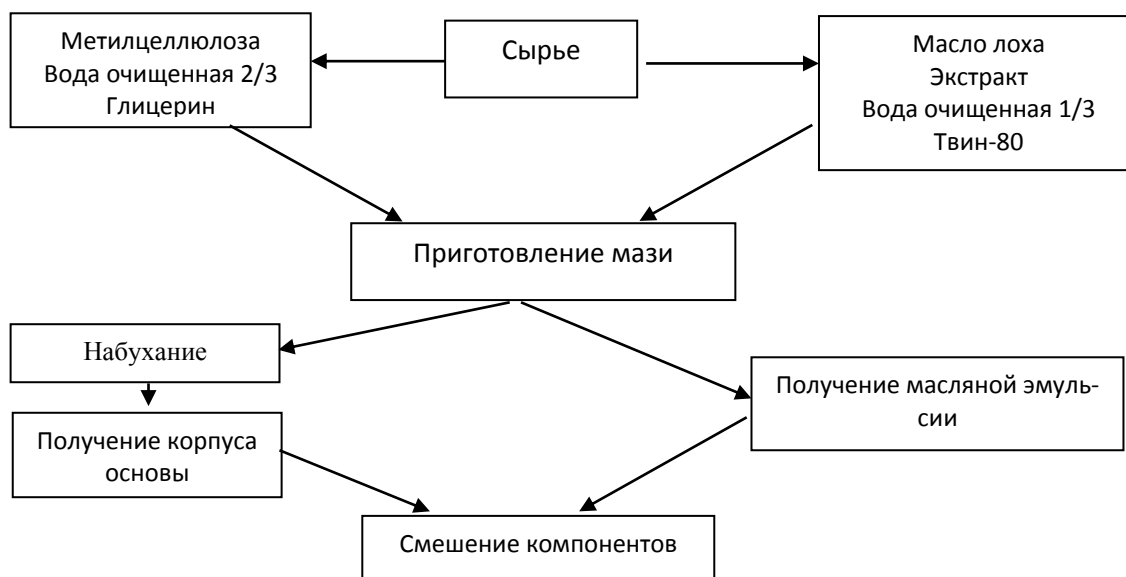 Метилцеллюлоза
Вода очищенная 2/3
Глицерин
Сырье
Масло лоха
Экстракт
Вода очищенная 1/3
Твин-80
Приготовление мази
Набухание
Получение корпуса
основы
Получение масляной эмуль-
сии
Смешение компонентов